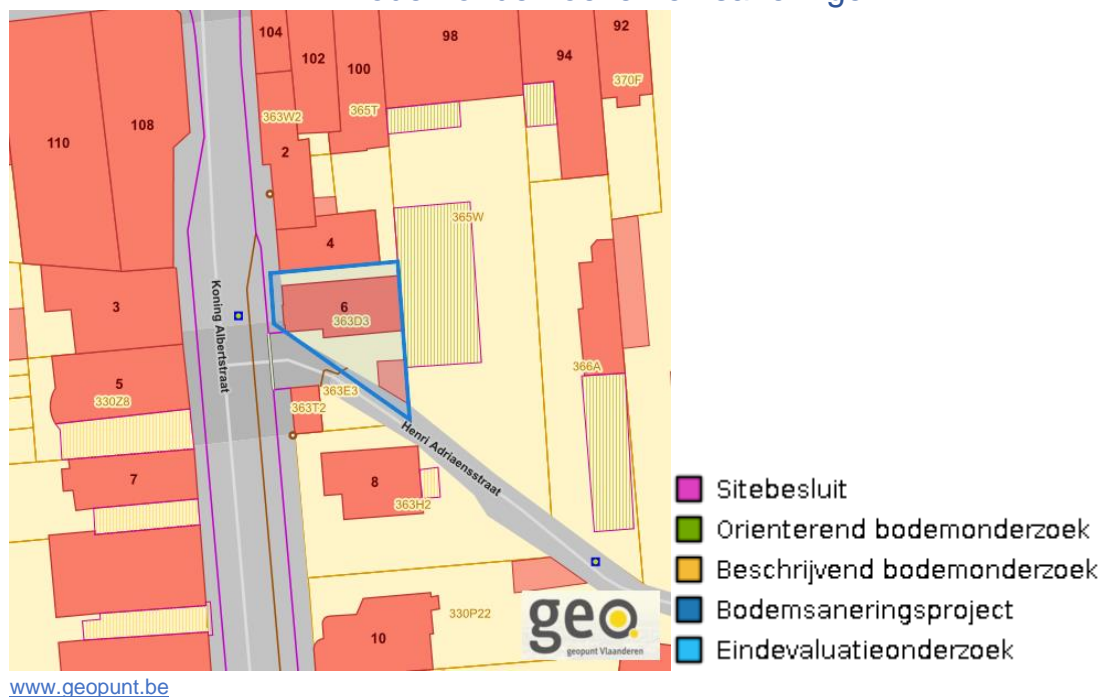 104
98
92
102
100
94
370F
363W2
365T
110
108
2
365W
4
Koning Albertstraat
3
6
363D3
366A
5
330Z8
363E3
363T2
Henri Adriaensstraat
7
8
363H2
330P22
10
geo.
geopunt Vlaanderen
Sitebesluit
Orienterend bodemonderzoek
Beschrijvend bodemonderzoek
Bodemsaneringsproject
Eindevaluatieonderzoek
www.geopunt.be